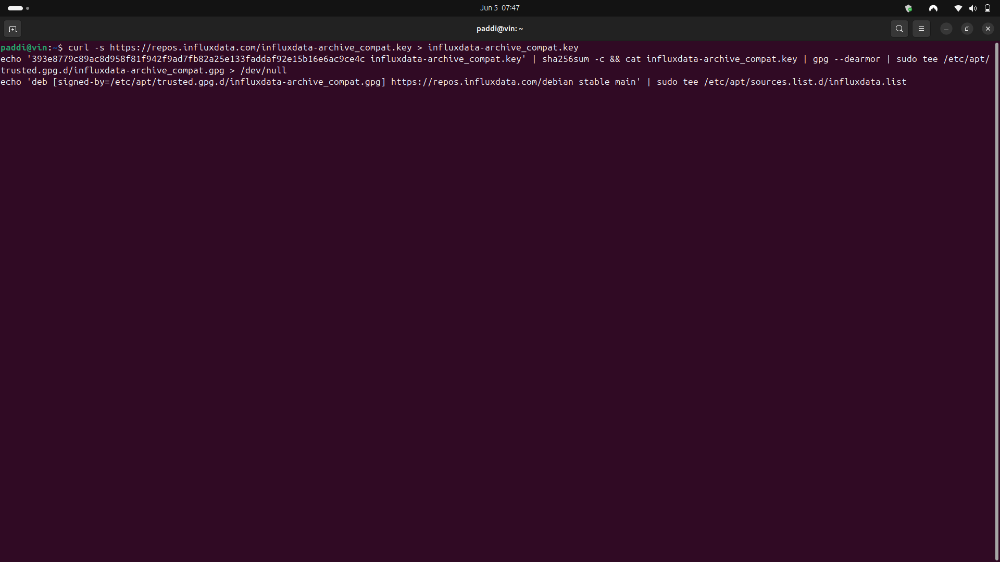 Jun 5 07:47
paddi@vin: ~
paddi@vin:~$ curl -s https://repos.influxdata.com/influxdata-archive_compat.key > influxdata-archive_compat.key
echo '393e8779c89ac8d958f81f942f9ad7fb82a25e133faddaf92e15b16e6ac9ce4c influxdata-archive_compat.key' | sha256sum -c && cat influxdata-archive_compat.key | gpg --dearmor | sudo tee /etc/apt/
trusted.gpg.d/influxdata-archive_compat.gpg > /dev/null
echo 'deb [signed-by=/etc/apt/trusted.gpg.d/influxdata-archive_compat.gpg] https://repos.influxdata.com/debian stable main' | sudo tee /etc/apt/sources.list.d/influxdata.list